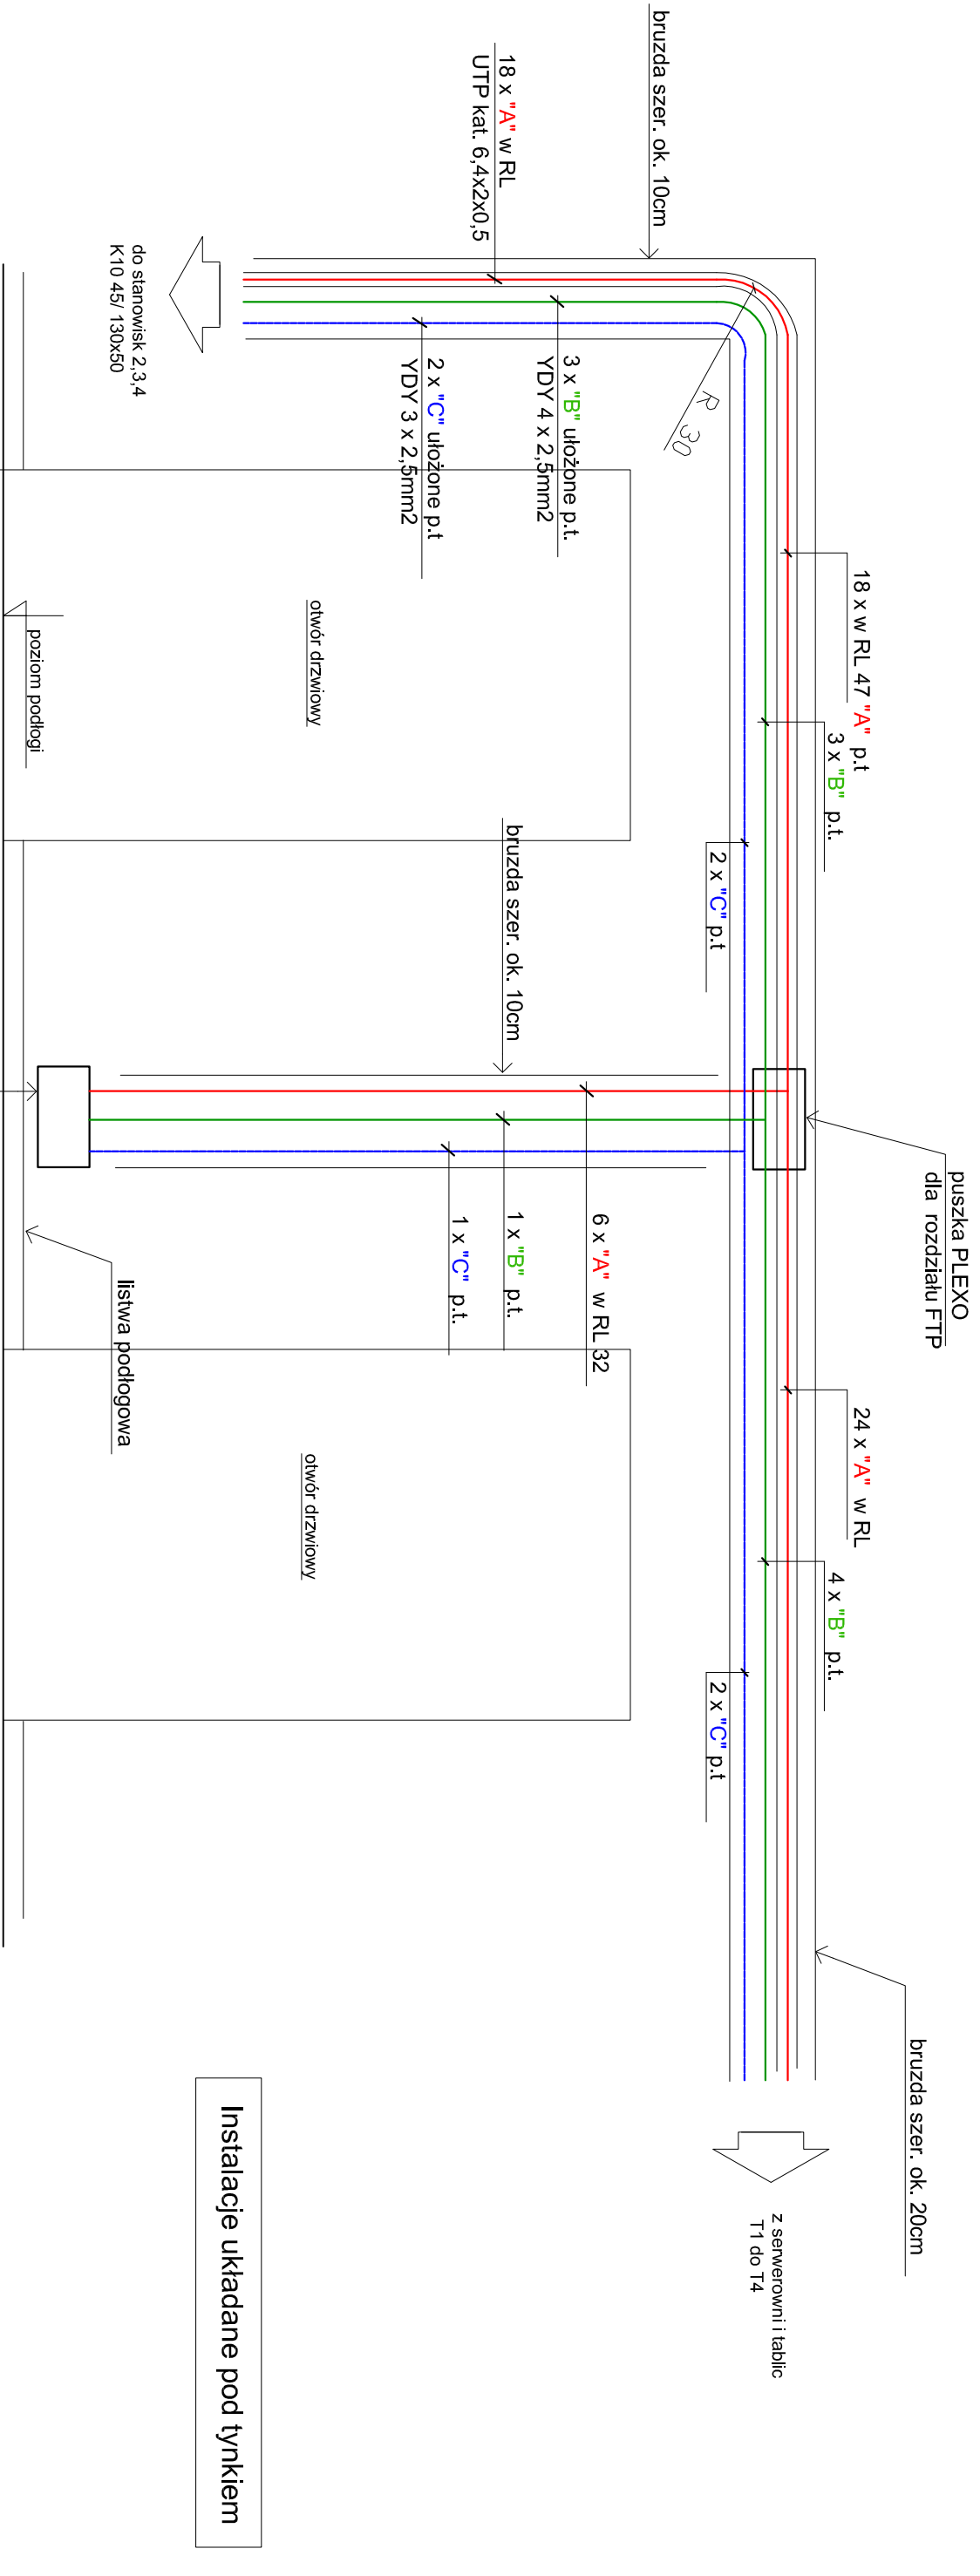 bruzda szer. ok. 10cm
18 x "A" w RL
UTP kat. 6,4x2x0,5
do stanowisk 2,3,4
K10 45/ 130x50
3 x "B" ułożone p.t.
YDY 4 x 2,5mm2
2 x "C" ułożone p.t
YDY 3 x 2,5mm2
R 30
18 x w RL 47 "A" p.t
3 x "B" p.t.
2 x "C" p.t
otwór drzwiowy
poziom podłogi
bruzda szer. ok. 10cm
puszka PLEXO
dla rozdziału FTP
6 x "A" w RL 32
1 x "B" p.t.
1 x "C" p.t.
listwa podłogowa
24 x "A" w RL
4 x "B" p.t.
2 x "C" p.t
otwór drzwiowy
bruzda szer. ok. 20cm
z serwerowni i tablic
T1 do T4
Instalacje układane pod tynkiem